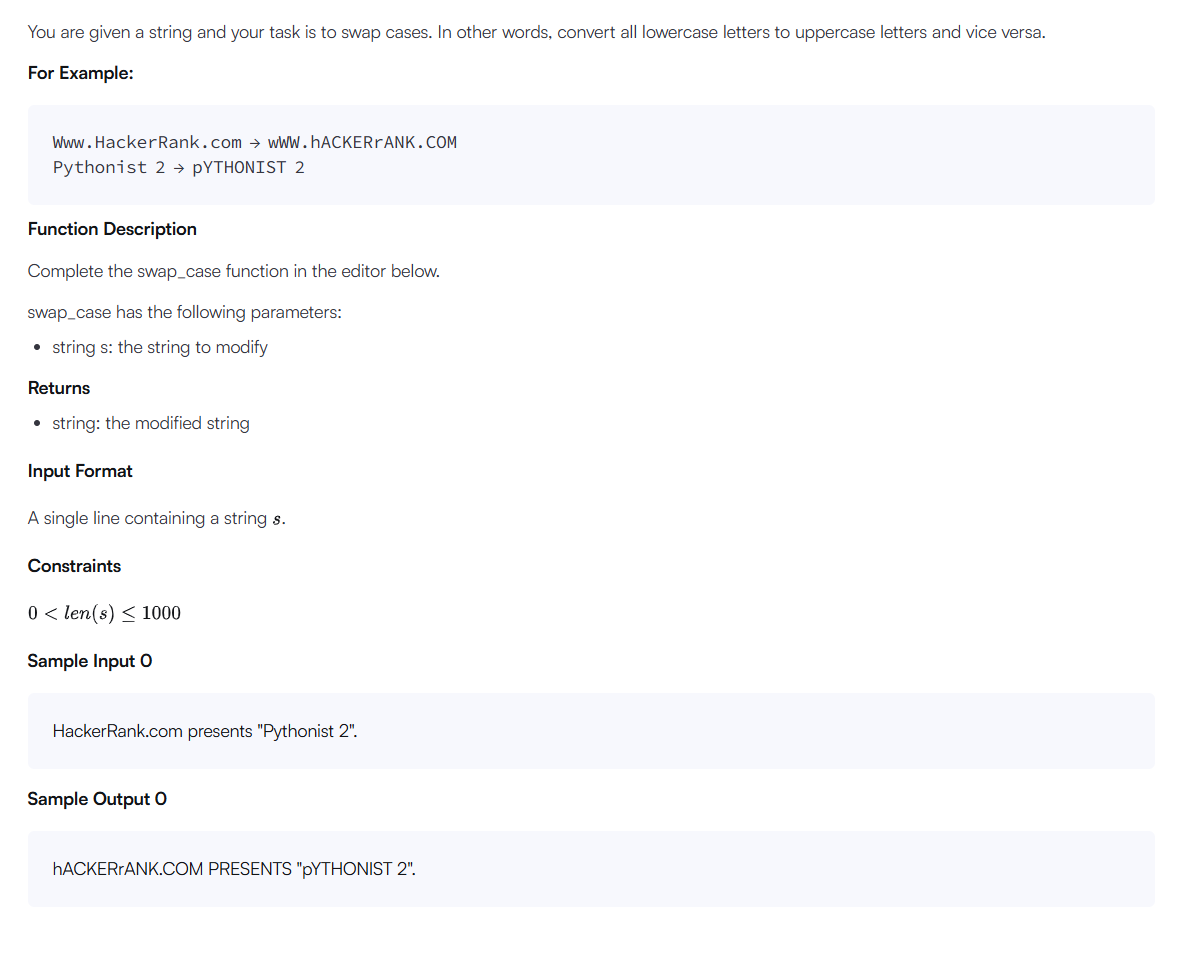 You are given a string and your task is to swap cases. In other words, convert all lowercase letters to uppercase letters and vice versa.
For Example:
Www.HackerRank.com → wWW.hACKERrANK.COM
Pythonist 2 → pYTHONIST 2
Function Description
Complete the swap_case function in the editor below.
swap_case has the following parameters:
• string s: the string to modify
Returns
• string: the modified string
Input Format
A single line containing a string s.
Constraints
0 < len(s) ≤ 1000
Sample Input 0
HackerRank.com presents "Pythonist 2".
Sample Output 0
hACKERrANK.COM PRESENTS "pYTHONIST 2".